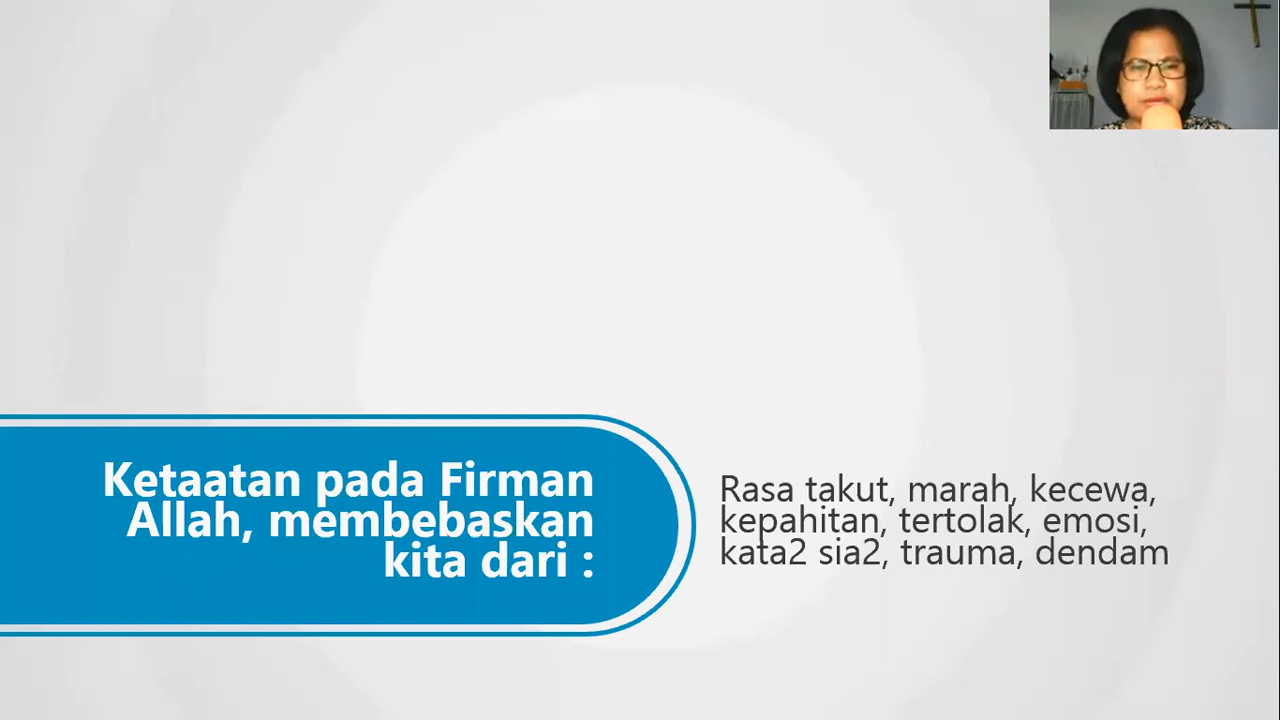 Ketaatan pada Firman
Allah, membebaskan
kita dari :
Rasa takut, marah, kecewa,
kepahitan, tertolak, emosi,
kata2 sia2, trauma, dendam